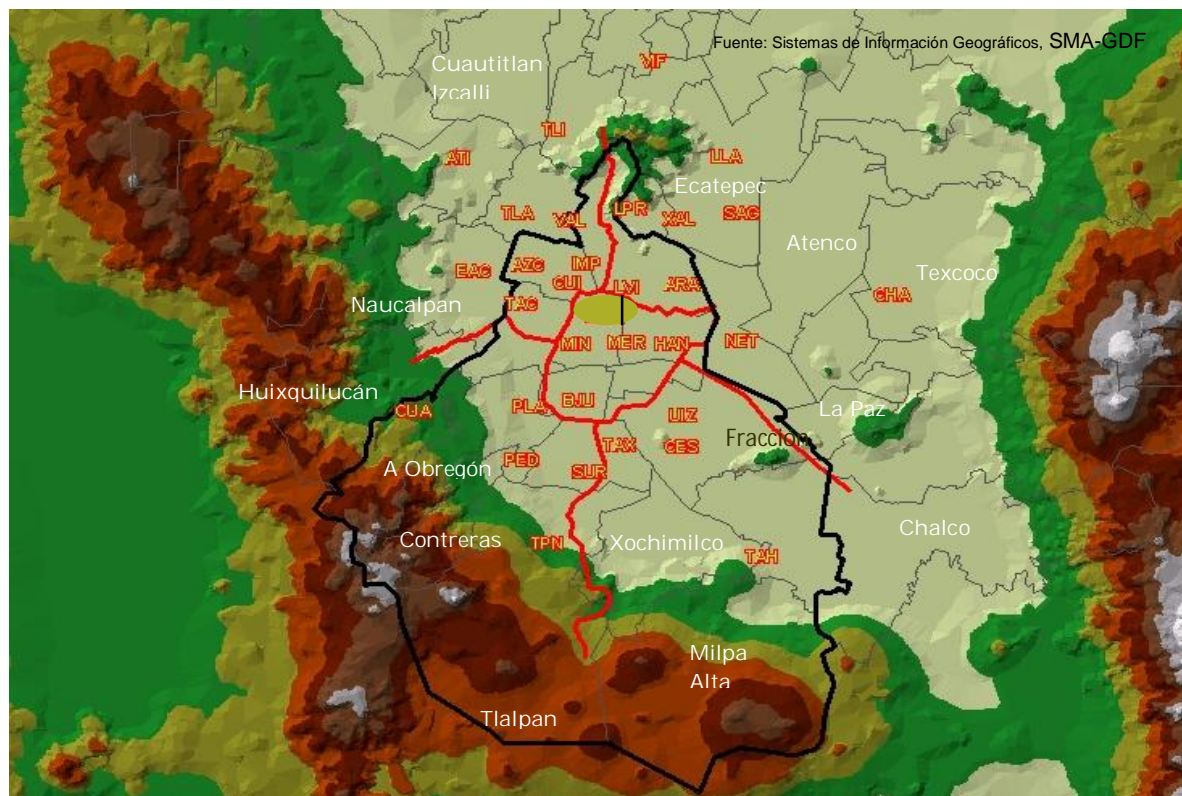 Fuente: Sistemas de Información Geográficos, SMA-GDF
Cuautitlan
Izcalli
VIF
TLI
ATI
LLA
Ecatepec
TLA
VAL
LPR
XAL
SAG
Atenco
EAC
AZC
IMP
CUI
LVI
ARA
Texcoco
CHA
Naucalpan
TAC
MIN
MER
HAN
NET
Huixquilucán
CUA
PLA
BJU
UIZ
La Paz
Fraccion
TAX
CES
A Obregón
PED
SUR
Contreras
TPN
Xochimilco
TAH
Chalco
Milpa
Alta
Tlalpan